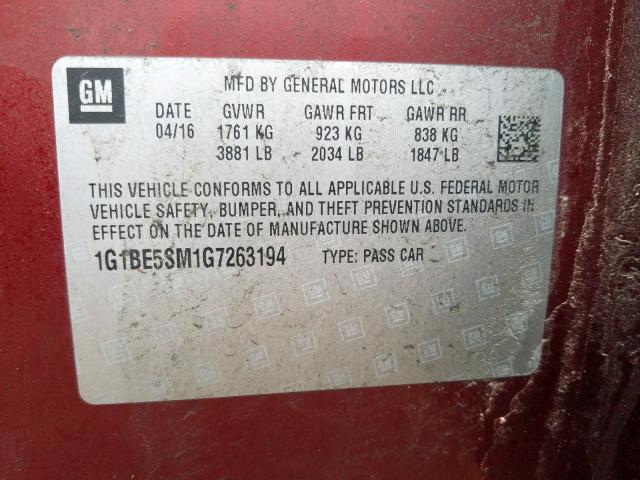 GM
MFD BY GENERAL MOTORS LLC
DATE GVWR GAWR FRT GAWR RR
04/16 1761 KG 923 KG 838 KG
3881 LB 2034 LB 1847 LB
THIS VEHICLE CONFORMS TO ALL APPLICABLE U.S. FEDERAL MOTOR
VEHICLE SAFETY, BUMPER, AND THEFT PREVENTION STANDARDS IN
EFFECT ON THE DATE OF MANUFACTURE SHOWN ABOVE.
1G1BE5SM1G7263194 TYPE: PASS CAR